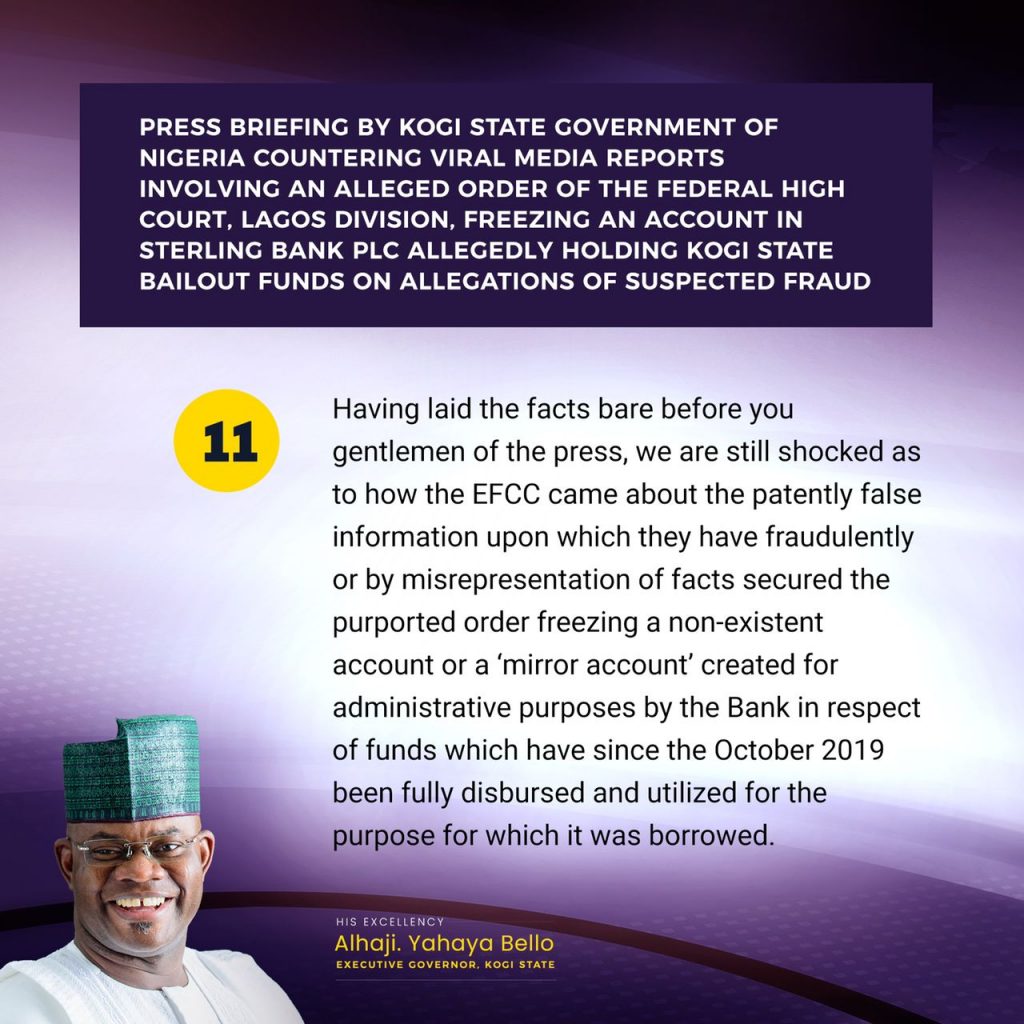 PRESS BRIEFING BY KOGI STATE GOVERNMENT OF
NIGERIA COUNTERING VIRAL MEDIA REPORTS
INVOLVING AN ALLEGED ORDER OF THE FEDERAL HIGH
COURT, LAGOS DIVISION, FREEZING AN ACCOUNT IN
STERLING BANK PLC ALLEGEDLY HOLDING KOGI STATE
BAILOUT FUNDS ON ALLEGATIONS OF SUSPECTED FRAUD
11
Having laid the facts bare before you
gentlemen of the press, we are still shocked as
to how the EFCC came about the patently false
information upon which they have fraudulently
or by misrepresentation of facts secured the
purported order freezing a non-existent
account or a ‘mirror account’ created for
administrative purposes by the Bank in respect
of funds which have since the October 2019
been fully disbursed and utilized for the
purpose for which it was borrowed.
HIS EXCELLENCY
Alhaji. Yahaya Bello
EXECUTIVE GOVERNOR, KOGI STATE